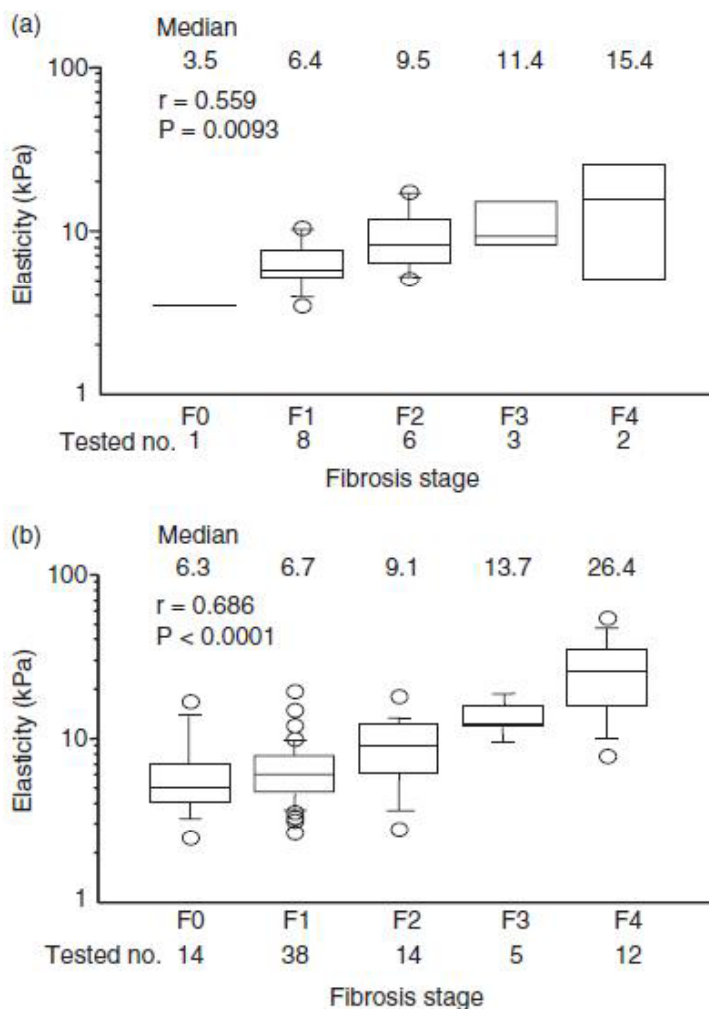 (a)
Median
3.5 6.4 9.5 11.4 15.4
r = 0.559
P = 0.0093
100
10
1
Elasticity (kPa)
F0 F1 F2 F3 F4
Tested no. 1 8 6 3 2
Fibrosis stage
(b)
Median
6.3 6.7 9.1 13.7 26.4
r = 0.686
P < 0.0001
100
10
1
Elasticity (kPa)
F0 F1 F2 F3 F4
Tested no. 14 38 14 5 12
Fibrosis stage